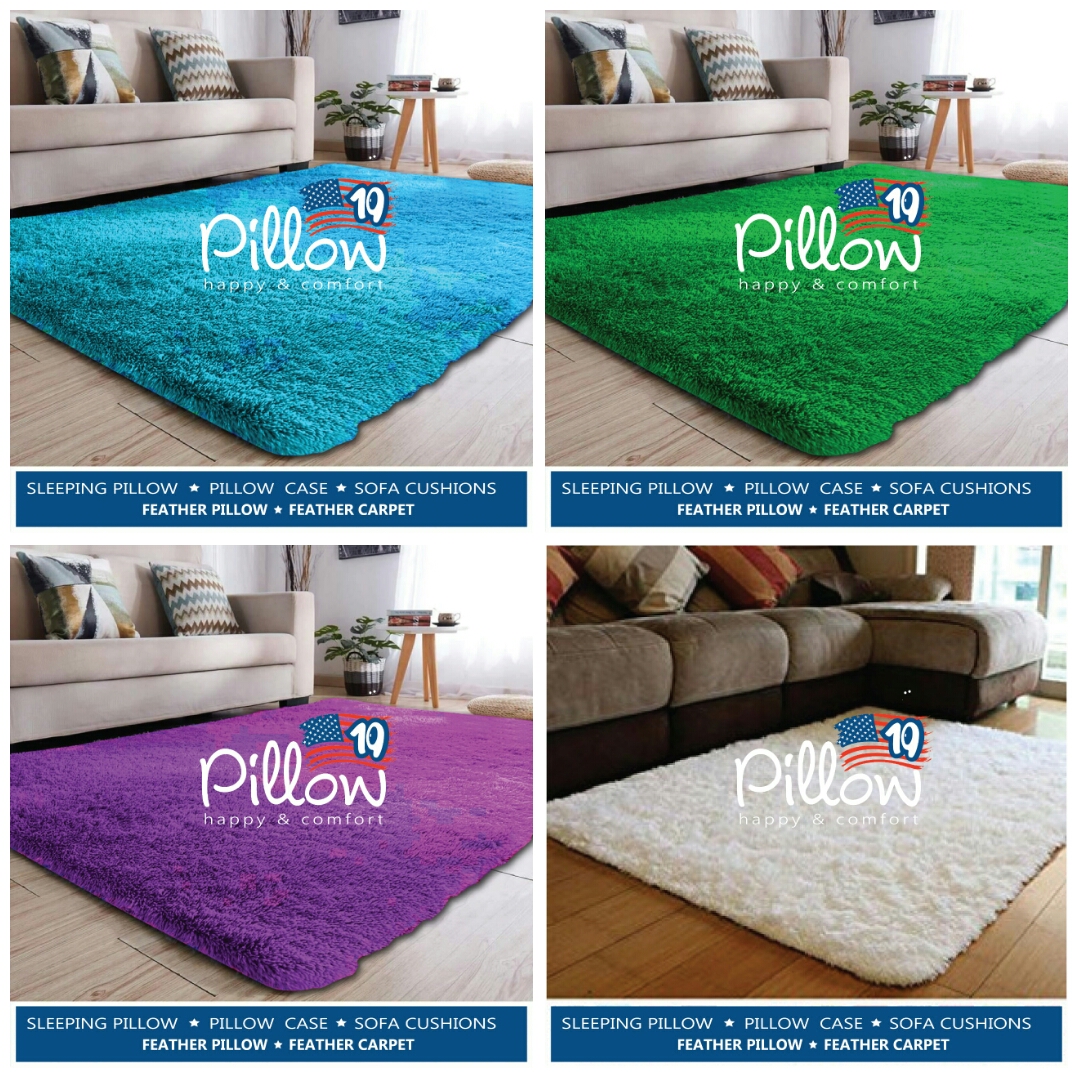 19
Pillow
happy & comfort
SLEEPING PILLOW ★ PILLOW CASE ★ SOFA CUSHIONS
FEATHER PILLOW ★ FEATHER CARPET
19
Pillow
happy & comfort
SLEEPING PILLOW ★ PILLOW CASE ★ SOFA CUSHIONS
FEATHER PILLOW ★ FEATHER CARPET
19
Pillow
happy & comfort
SLEEPING PILLOW ★ PILLOW CASE ★ SOFA CUSHIONS
FEATHER PILLOW ★ FEATHER CARPET
19
Pillow
happy & comfort
SLEEPING PILLOW ★ PILLOW CASE ★ SOFA CUSHIONS
FEATHER PILLOW ★ FEATHER CARPET